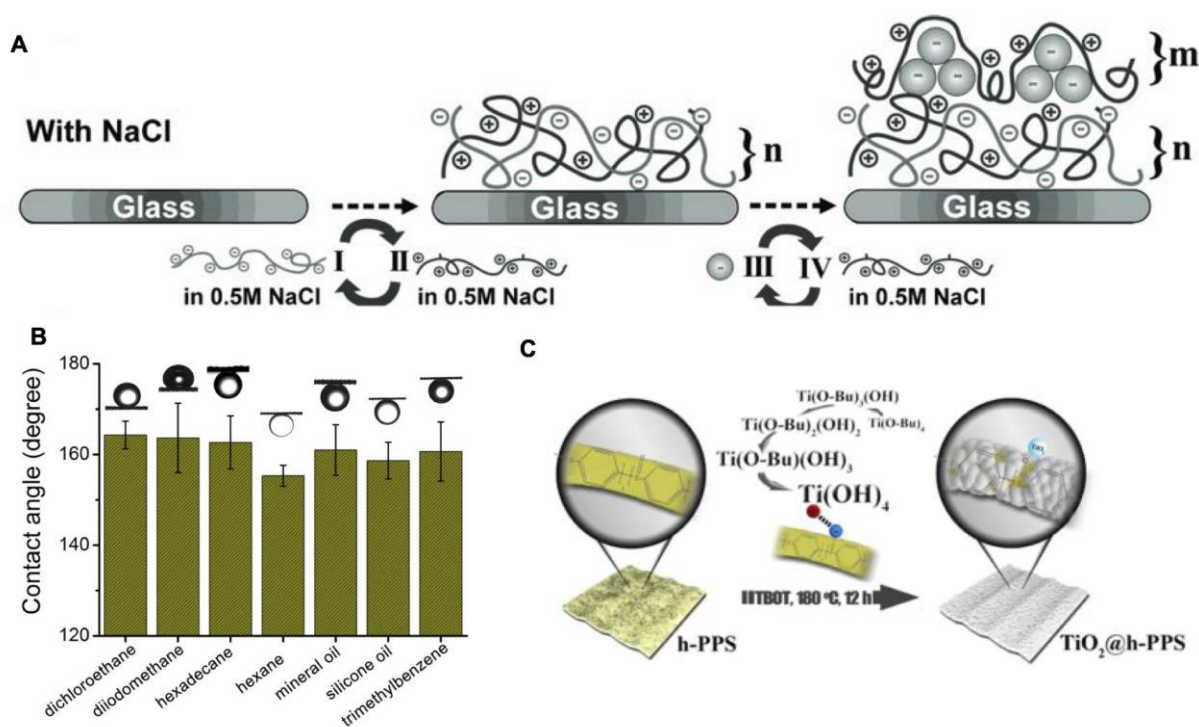 A
With NaCl
Glass
I
II
in 0.5M NaCl
in 0.5M NaCl
n
Glass
III
IV
in 0.5M NaCl
m
n
Glass
B
Contact angle (degree)
180
160
140
120
dichloroethane
diiodomethane
hexadecane
hexane
mineral oil
silicone oil
trimethylbenzene
C
Ti(O-Bu)₃(OH)
Ti(O-Bu)₂(OH)₂
Ti(O-Bu)₄
Ti(O-Bu)(OH)₃
Ti(OH)₄
TBOT, 180 °C, 12 h
h-PPS
TiO₂
TiO₂@h-PPS